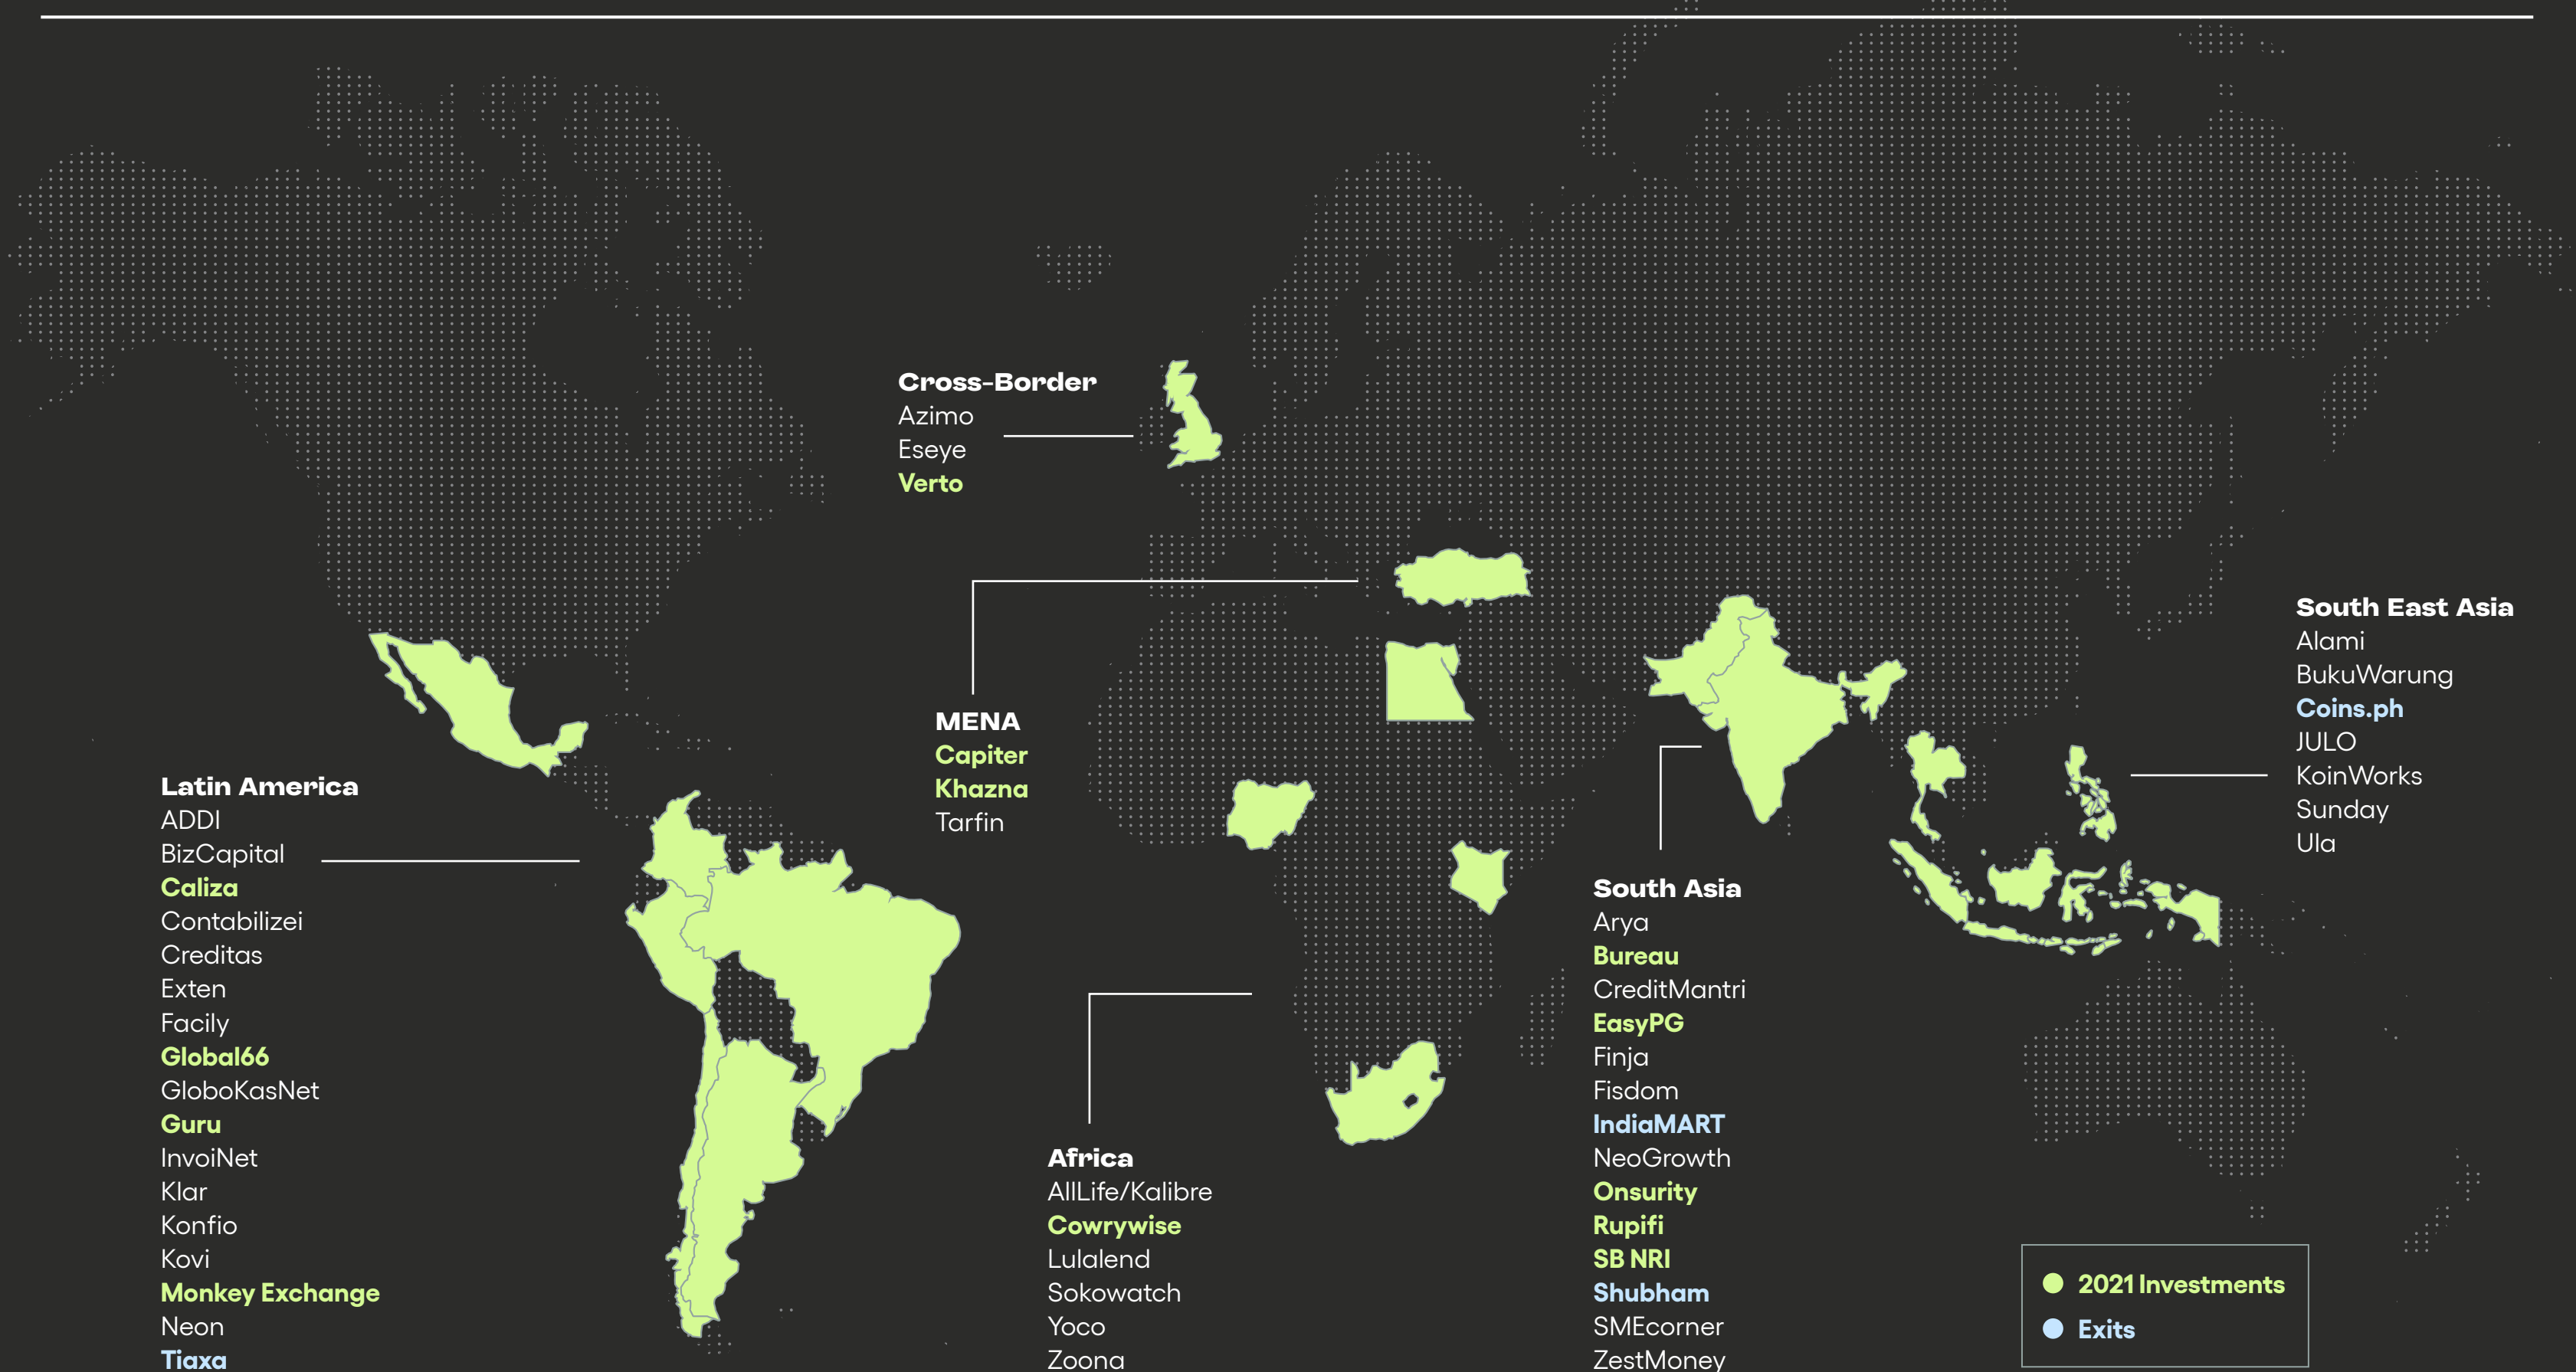 Cross-Border
Azimo
Eseye
Verto
MENA
Capiter
Khazna
Tarfin
South East Asia
Alami
BukuWarung
Coins.ph
JULO
KoinWorks
Sunday
Ula
Latin America
ADDI
BizCapital
Caliza
Contabilizei
Creditas
Exten
Facily
Global66
GloboKasNet
Guru
InvoiNet
Klar
Konfio
Kovi
Monkey Exchange
Neon
Tiaxa
Africa
AllLife/Kalibre
Cowrywise
Lulalend
Sokowatch
Yoco
Zoona
South Asia
Arya
Bureau
CreditMantri
EasyPG
Finja
Fisdom
IndiaMART
NeoGrowth
Onsurity
Rupifi
SB NRI
Shubham
SMEcorner
ZestMoney
2021 Investments
Exits